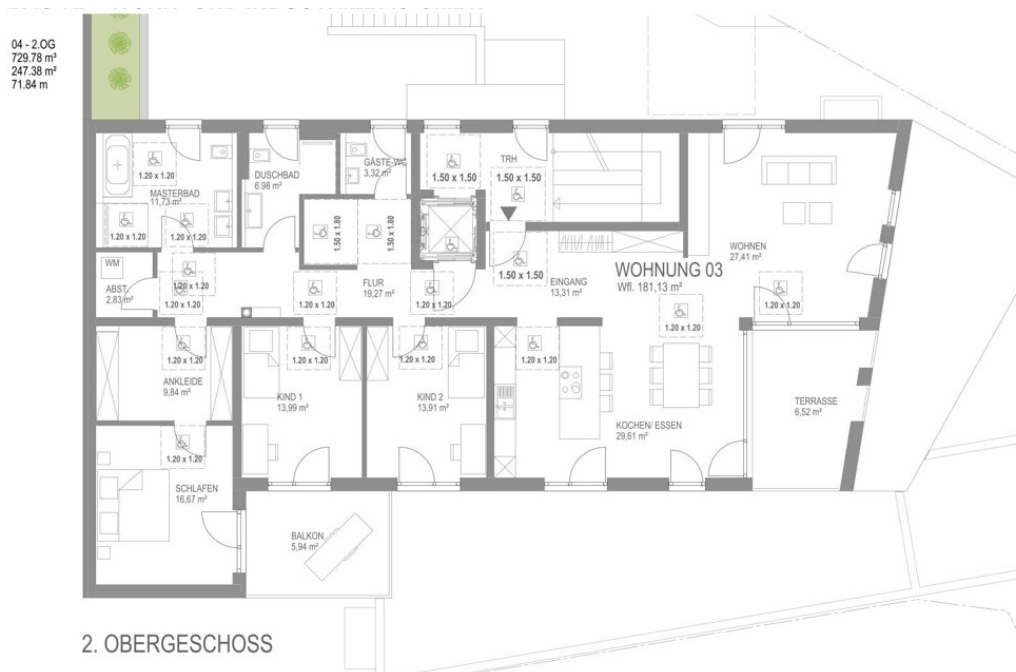 04 - 2.OG
729.78 m³
247.38 m²
71.84 m
MASTERBAD
11,73 m²
1.20 x 1.20
1.20 x 1.20
1.20 x 1.20
DUSCHBAD
6.98 m²
GÄSTE-WC
3,32 m²
1.50 x 1.80
1.50 x 1.80
TRH
1.50 x 1.50
1.50 x 1.50
1.50 x 1.50
WOHNEN
27,41 m²
WM
ABST.
2,83 m²
1.20 x 1.20
1.20 x 1.20
FLUR
19,27 m²
1.20 x 1.20
1.20 x 1.20
EINGANG
13,31 m²
WOHNUNG 03
Wfl. 181,13 m²
1.20 x 1.20
1.20 x 1.20
ANKLEIDE
9,84 m²
1.20 x 1.20
KIND 1
13,99 m²
1.20 x 1.20
KIND 2
13,91 m²
1.20 x 1.20
1.20 x 1.20
KOCHEN/ ESSEN
29,61 m²
TERRASSE
6,52 m²
1.20 x 1.20
SCHLAFEN
16,67 m²
BALKON
5,94 m²
2. OBERGESCHOSS